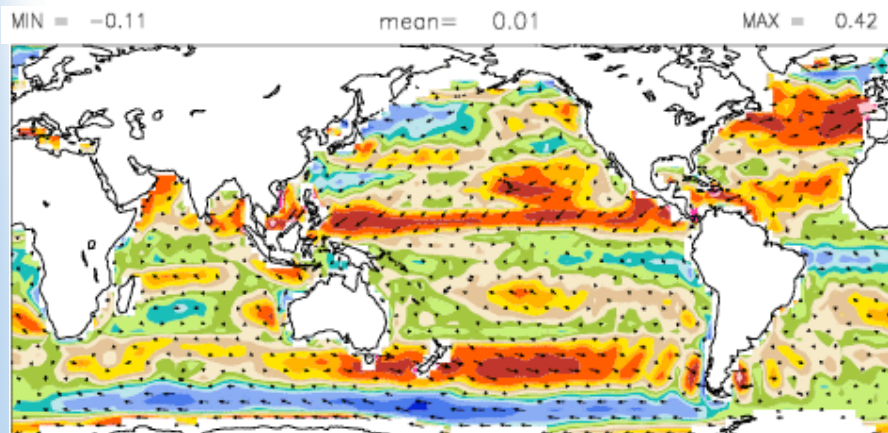 MIN = -0.11 mean= 0.01 MAX = 0.42